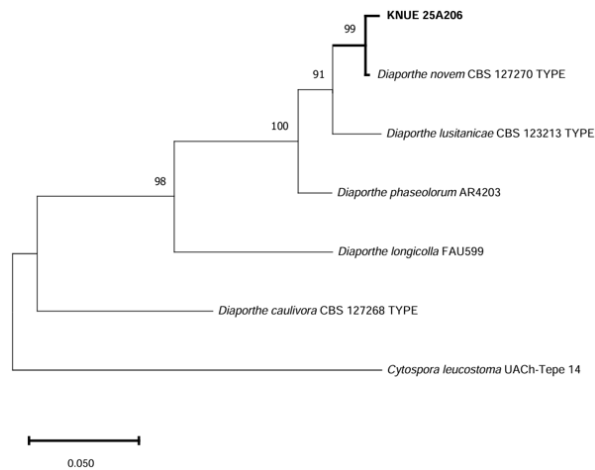 KNUE 25A206
99
Diaporthe novem CBS 127270 TYPE
91
Diaporthe lusitanicae CBS 123213 TYPE
100
Diaporthe phaseolorum AR4203
98
Diaporthe longicolla FAU599
Diaporthe caulivora CBS 127268 TYPE
Cytospora leucostoma UACh-Tepe 14
0.050